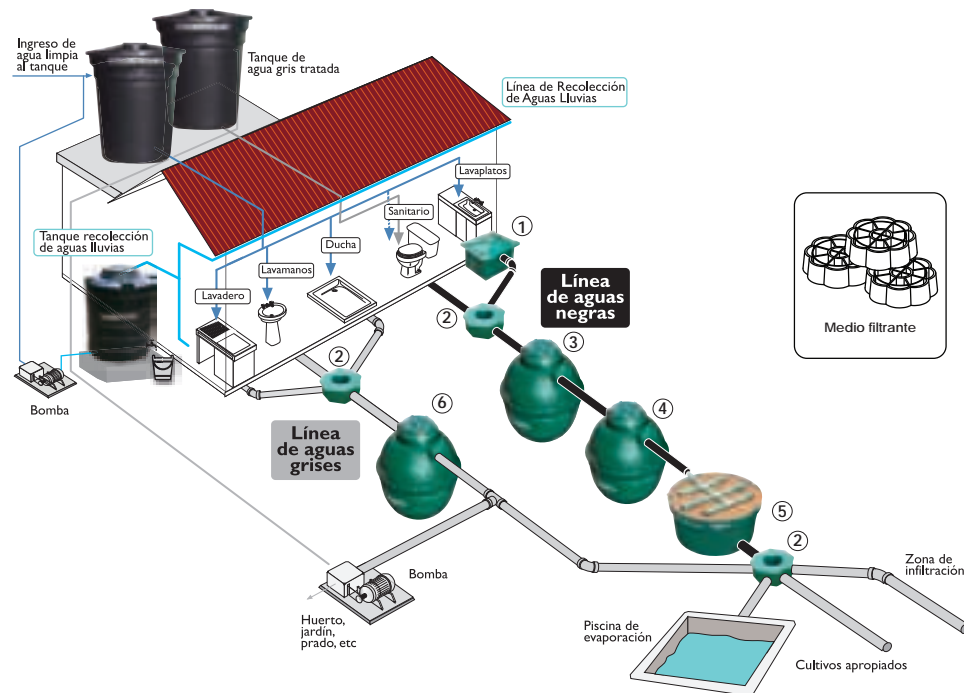 Ingreso de
agua limpia
al tanque
Tanque de
agua gris tratada
Línea de Recolección
de Aguas Lluvias
Lavaplatos
Sanitario
Ducha
Lavamanos
Lavadero
Tanque recolección
de aguas lluvias
Bomba
1
Línea
de aguas
negras
2
3
Medio filtrante
2
4
6
Línea
de aguas
grises
5
2
Zona de
infiltración
Bomba
Huerto,
jardín,
prado, etc
Piscina de
evaporación
Cultivos apropiados